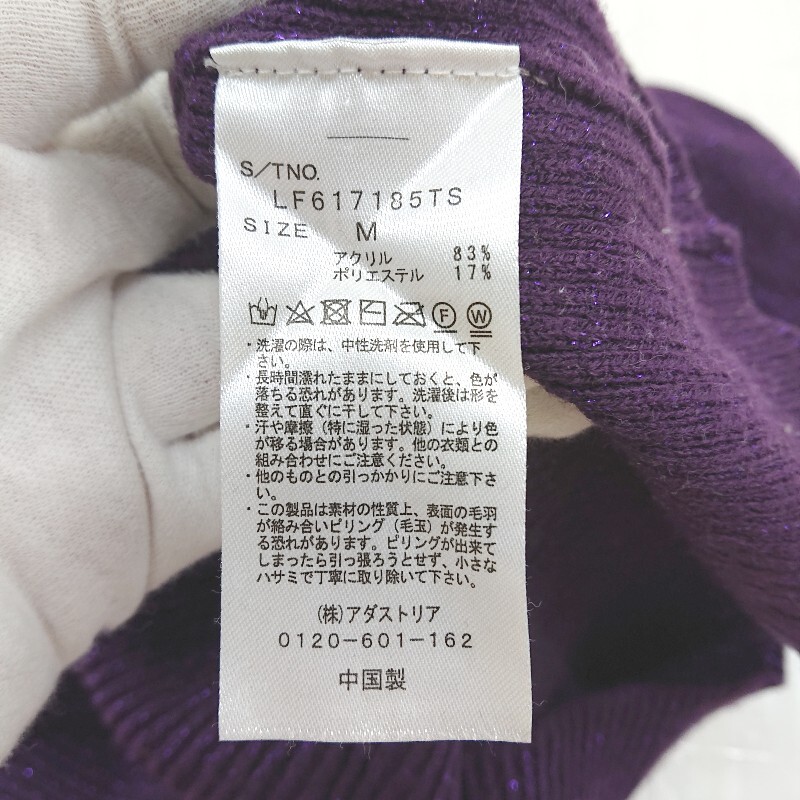 S/TNO.
LF617185TS
SIZE M
アクリル 83%
ポリエステル 17%
F W
・洗濯の際は、中性洗剤を使用して下
さい。
・長時間濡れたままにしておくと、色が
落ちる恐れがあります。洗濯後は形を
整えて直ぐに干して下さい。
・汗や摩擦（特に湿った状態）により色
が移る場合があります。他の衣類との
組み合わせにご注意ください。
・他のものとの引っかかりにご注意下さ
い。
・この製品は素材の性質上、表面の毛羽
が絡み合いピリング（毛玉）が発生す
る恐れがあります。ピリングが出来て
しまったら引っ張ろうとせず、小さな
ハサミで丁寧に取り除いて下さい。
(株)アダストリア
0120-601-162
中国製